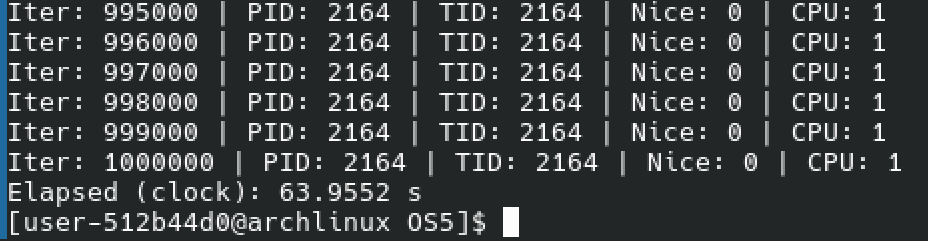 Iter: 995000 | PID: 2164 | TID: 2164 | Nice: 0 | CPU: 1
Iter: 996000 | PID: 2164 | TID: 2164 | Nice: 0 | CPU: 1
Iter: 997000 | PID: 2164 | TID: 2164 | Nice: 0 | CPU: 1
Iter: 998000 | PID: 2164 | TID: 2164 | Nice: 0 | CPU: 1
Iter: 999000 | PID: 2164 | TID: 2164 | Nice: 0 | CPU: 1
Iter: 1000000 | PID: 2164 | TID: 2164 | Nice: 0 | CPU: 1
Elapsed (clock): 63.9552 s
[user-512b44d0@archlinux OS5]$